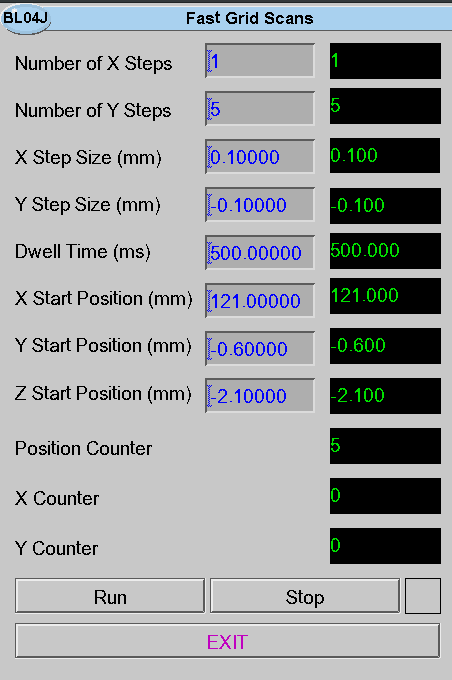 BL04J Fast Grid Scans
Number of X Steps 1 1
Number of Y Steps 5 5
X Step Size (mm) 0.10000 0.100
Y Step Size (mm) -0.10000 -0.100
Dwell Time (ms) 500.00000 500.000
X Start Position (mm) 121.00000 121.000
Y Start Position (mm) -0.60000 -0.600
Z Start Position (mm) -2.10000 -2.100
Position Counter 5
X Counter 0
Y Counter 0
Run Stop
EXIT